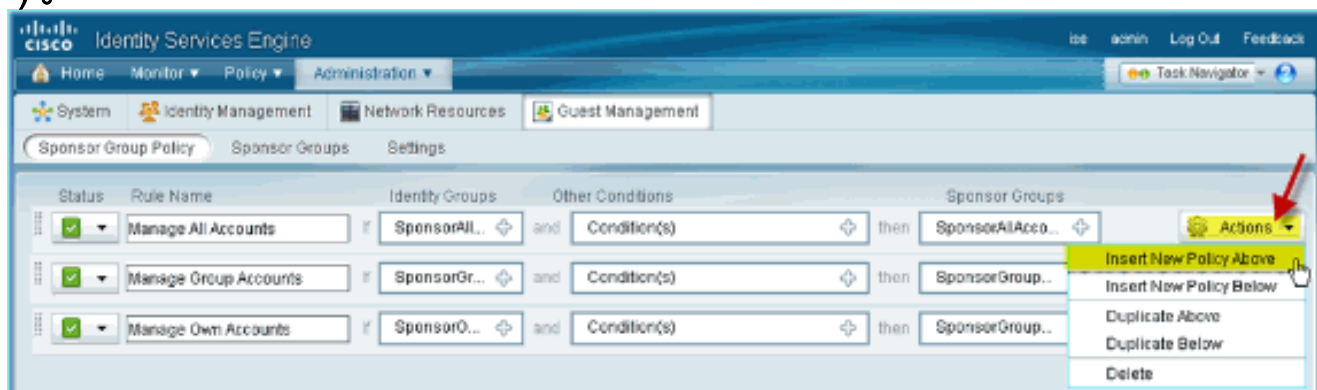 )。
cisco Identity Services Engine ise admin Log Out Feedback
Home Monitor Policy Administration Task Navigator
System Identity Management Network Resources Guest Management
Sponsor Group Policy Sponsor Groups Settings
Status Rule Name Identity Groups Other Conditions Sponsor Groups
Manage All Accounts If SponsorAll... and Condition(s) then SponsorAllAcco... Actions
Insert New Policy Above
Manage Group Accounts If SponsorGr... and Condition(s) then SponsorGroup...
Insert New Policy Below
Duplicate Above
Manage Own Accounts If SponsorO... and Condition(s) then SponsorGroup...
Duplicate Below
Delete